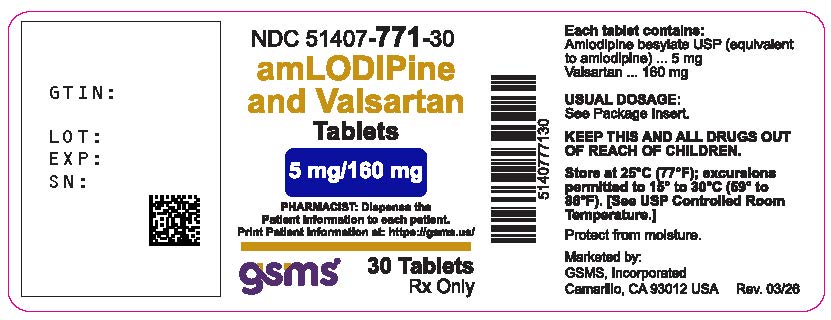 GTIN:
LOT:
EXP:
SN:
NDC 51407-771-30
amLODIPine
and Valsartan
Tablets
5 mg/160 mg
PHARMACIST: Dispense the
Patient Information to each patient.
Print Patient Information at: https://gsms.us/
gsms®
30 Tablets
Rx Only
5140777130
Each tablet contains:
Amlodipine besylate USP (equivalent
to amlodipine) ... 5 mg
Valsartan ... 160 mg
USUAL DOSAGE:
See Package Insert.
KEEP THIS AND ALL DRUGS OUT
OF REACH OF CHILDREN.
Store at 25°C (77°F); excursions
permitted to 15° to 30°C (59° to
86°F). [See USP Controlled Room
Temperature.]
Protect from moisture.
Marketed by:
GSMS, Incorporated
Camarillo, CA 93012 USA Rev. 03/26